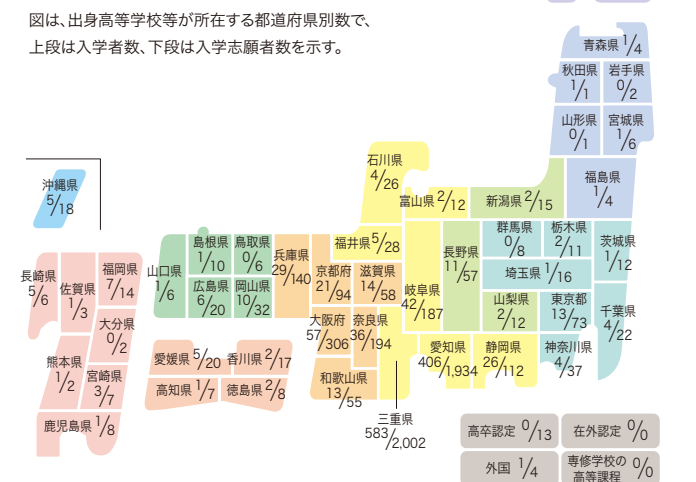 図は、出身高等学校等が所在する都道府県別数で、
上段は入学者数、下段は入学志願者数を示す。
青森県 1/4
秋田県 1/1
岩手県 0/2
山形県 0/1
宮城県 1/6
福島県 1/4
石川県 4/26
富山県 2/12
新潟県 2/15
沖縄県 5/18
群馬県 0/8
栃木県 2/11
茨城県 1/12
埼玉県 1/16
山梨県 2/12
東京都 13/73
千葉県 4/22
神奈川県 4/37
長野県 11/57
福井県 5/28
岐阜県 42/187
愛知県 406/1,934
静岡県 26/112
三重県 583/2,002
兵庫県 29/140
京都府 21/94
滋賀県 14/58
大阪府 57/306
奈良県 36/194
和歌山県 13/55
島根県 1/10
鳥取県 0/6
山口県 1/6
広島県 6/20
岡山県 10/32
愛媛県 5/20
香川県 2/17
高知県 1/7
徳島県 2/8
長崎県 5/6
佐賀県 1/3
福岡県 7/14
大分県 0/2
熊本県 1/2
宮崎県 3/7
鹿児島県 1/8
高卒認定 0/13
在外認定 0/0
外国 1/4
専修学校の
高等課程 0/0